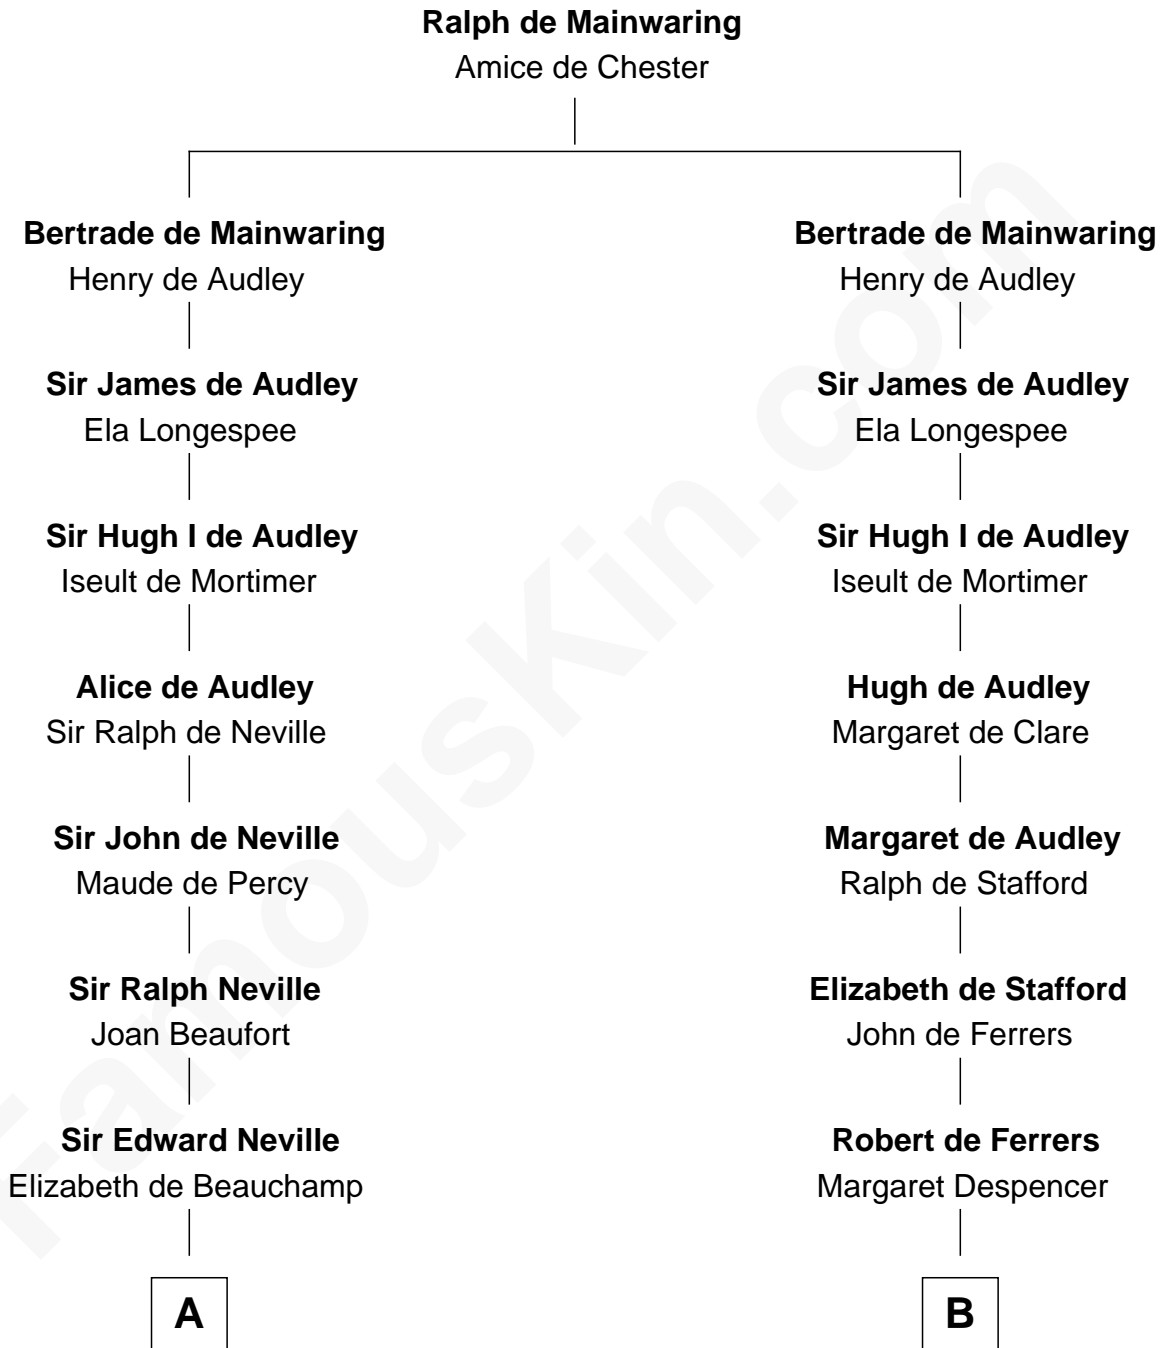 Ralph de Mainwaring
Amice de Chester
Bertrade de Mainwaring
Henry de Audley
Sir James de Audley
Ela Longespee
Sir Hugh I de Audley
Iseult de Mortimer
Alice de Audley
Sir Ralph de Neville
Sir John de Neville
Maude de Percy
Sir Ralph Neville
Joan Beaufort
Sir Edward Neville
Elizabeth de Beauchamp
A
Bertrade de Mainwaring
Henry de Audley
Sir James de Audley
Ela Longespee
Sir Hugh I de Audley
Iseult de Mortimer
Hugh de Audley
Margaret de Clare
Margaret de Audley
Ralph de Stafford
Elizabeth de Stafford
John de Ferrers
Robert de Ferrers
Margaret Despencer
B
FamousKin.com